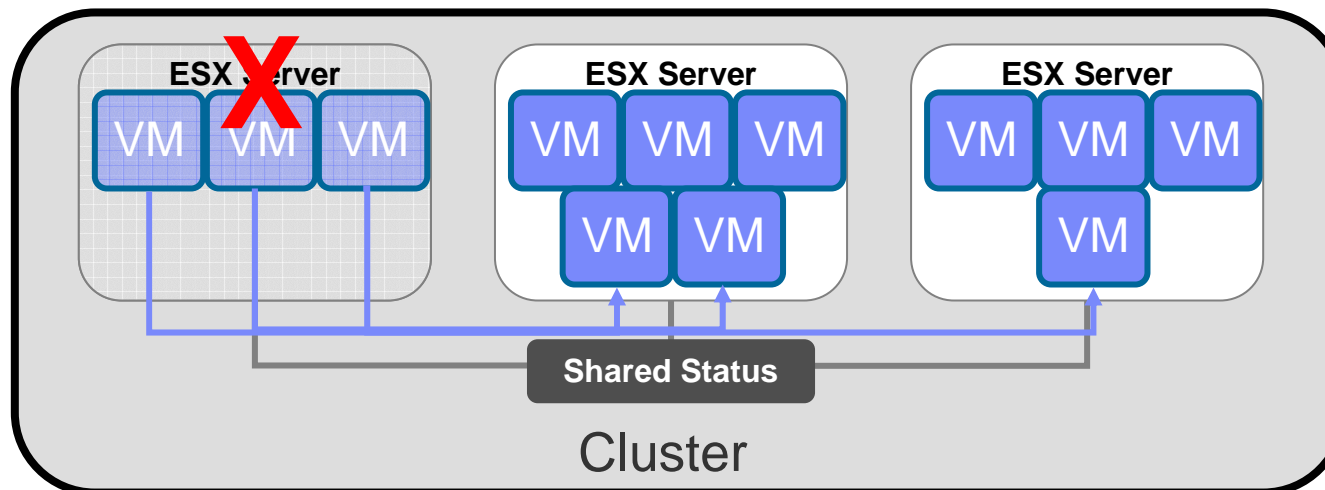 ESX Server
ESX Server
ESX Server
VM VM VM
VM VM VM
VM VM VM
VM VM
VM
X
Shared Status
Cluster